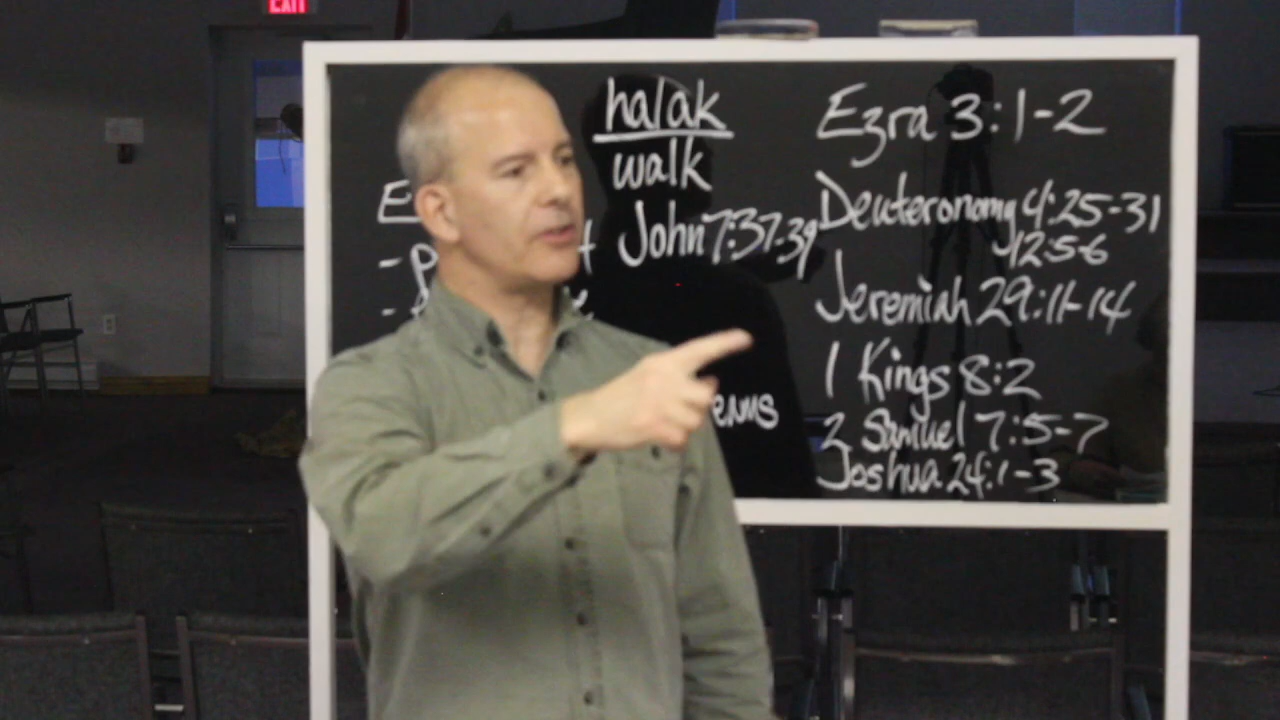 EXIT
halak
walk
John 7:37-39
Ezra 3:1-2
Deuteronomy 4:25-31
12:5-6
Jeremiah 29:11-14
1 Kings 8:2
2 Samuel 7:5-7
Joshua 24:1-3